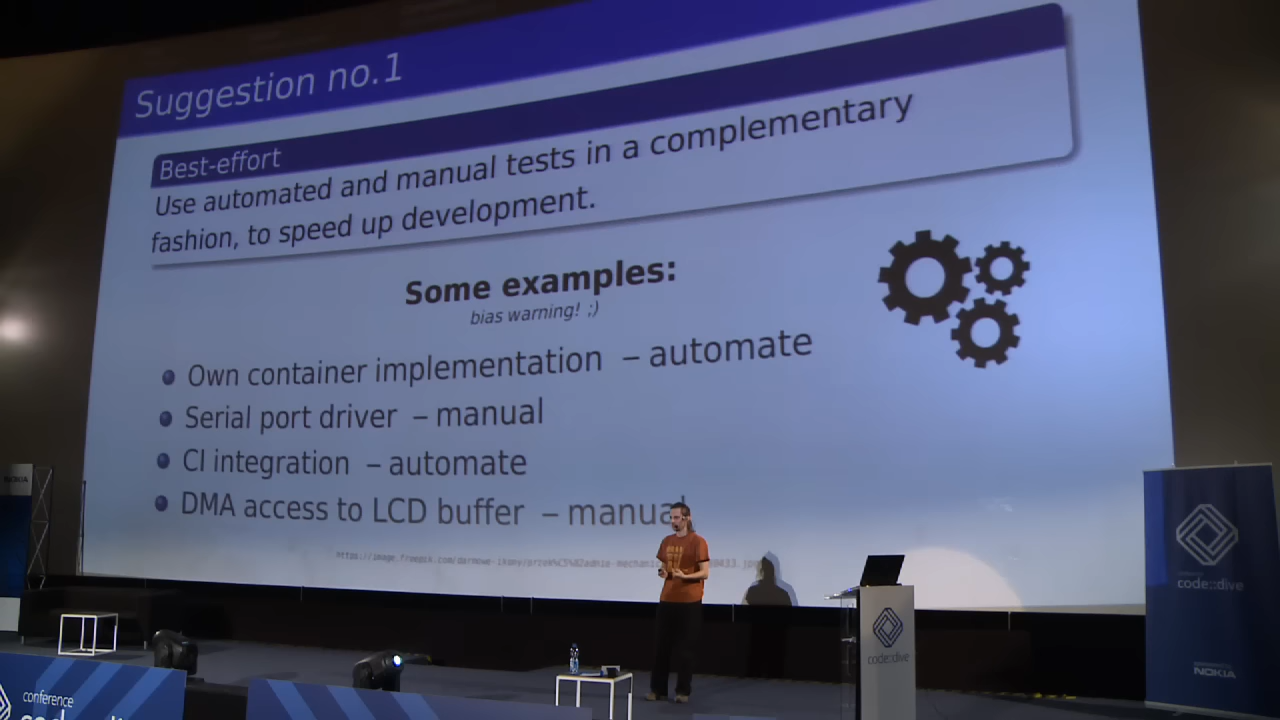 Suggestion no.1
Best-effort
Use automated and manual tests in a complementary
fashion, to speed up development.
Some examples:
bias warning! ;)
Own container implementation – automate
Serial port driver – manual
CI integration – automate
DMA access to LCD buffer – manual
NOKIA
code::dive
NOKIA
code::dive
conference